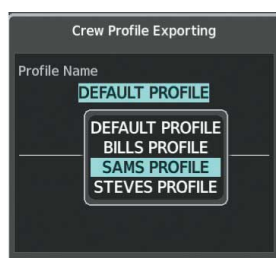 Crew Profile Exporting
Profile Name
DEFAULT PROFILE
DEFAULT PROFILE
BILLS PROFILE
SAMS PROFILE
STEVES PROFILE